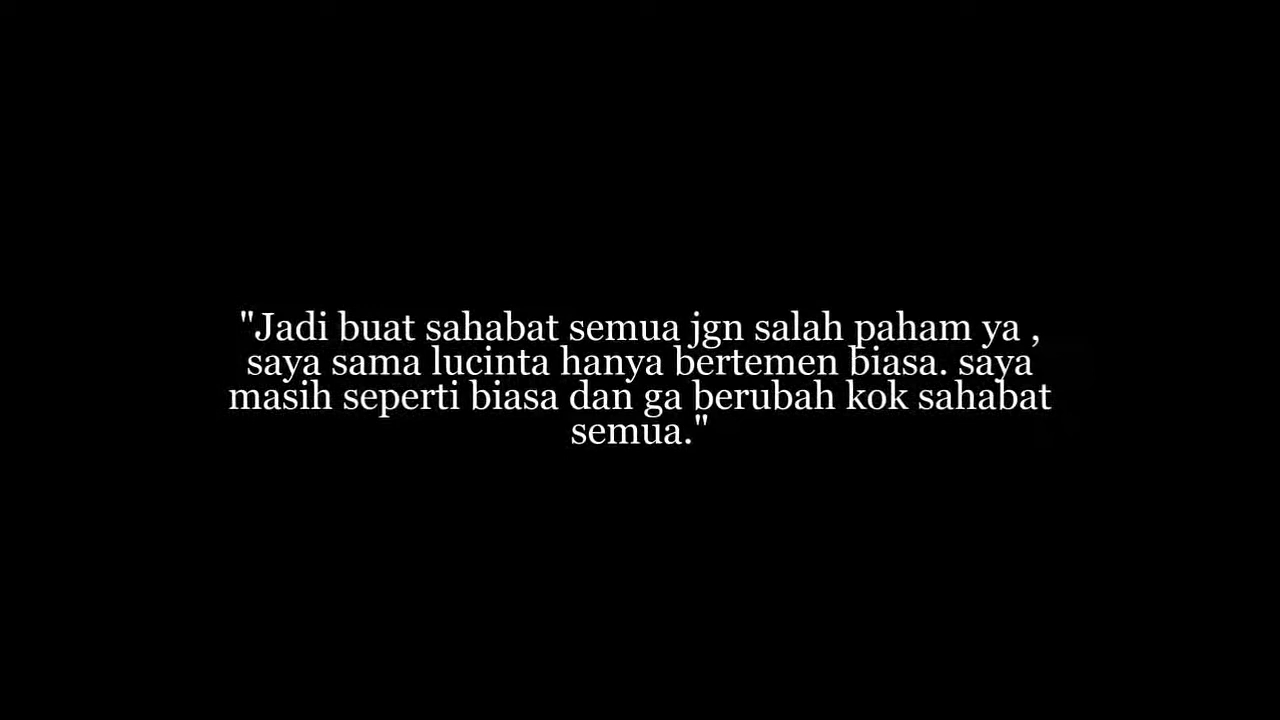 "Jadi buat sahabat semua jgn salah paham ya ,
saya sama lucinta hanya bertemen biasa. saya
masih seperti biasa dan ga berubah kok sahabat
semua."